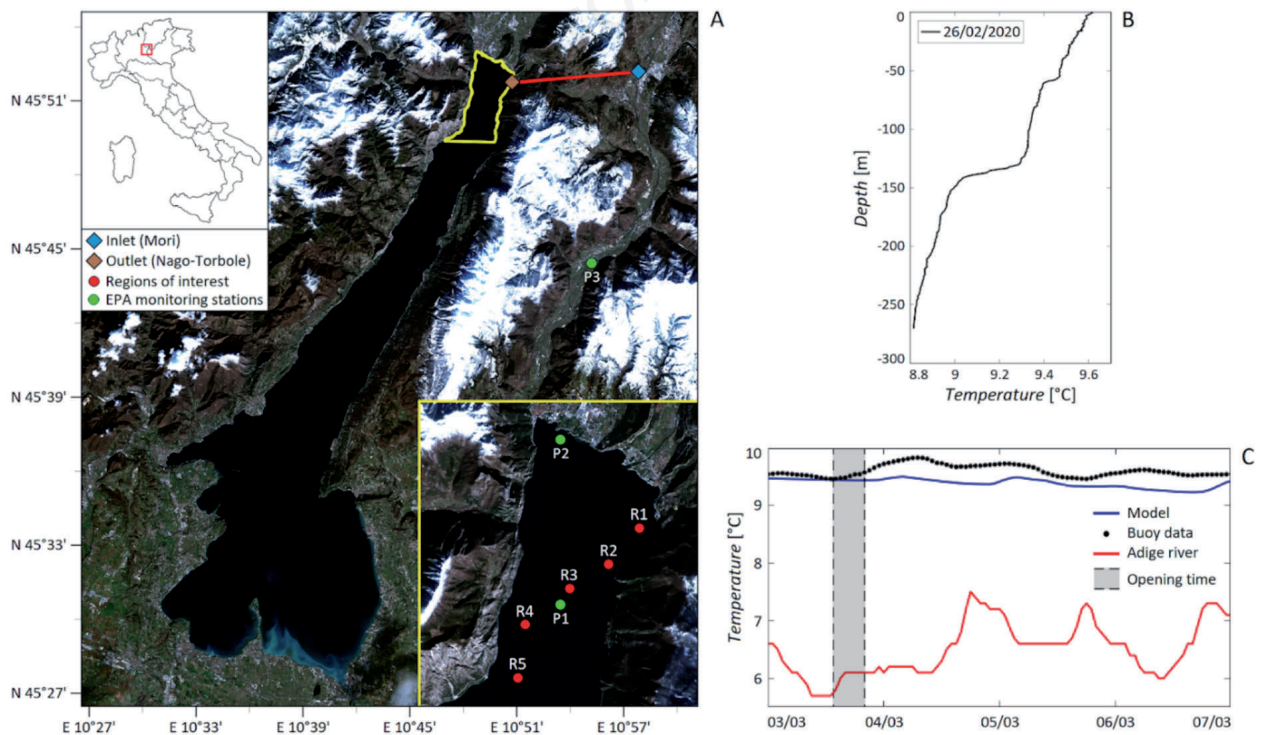 A
N 45°51'
N 45°45'
N 45°39'
N 45°33'
N 45°27'
E 10°27'
E 10°33'
E 10°39'
E 10°45'
E 10°51'
E 10°57'
Inlet (Mori)
Outlet (Nago-Torbole)
Regions of interest
EPA monitoring stations
P3
P2
R1
R2
R3
P1
R4
R5
B
26/02/2020
0
-50
-100
-150
-200
-250
-300
Depth [m]
8.8 9 9.2 9.4 9.6
Temperature [°C]
C
10
9
8
7
6
Temperature [°C]
Model
Buoy data
Adige river
Opening time
03/03 04/03 05/03 06/03 07/03